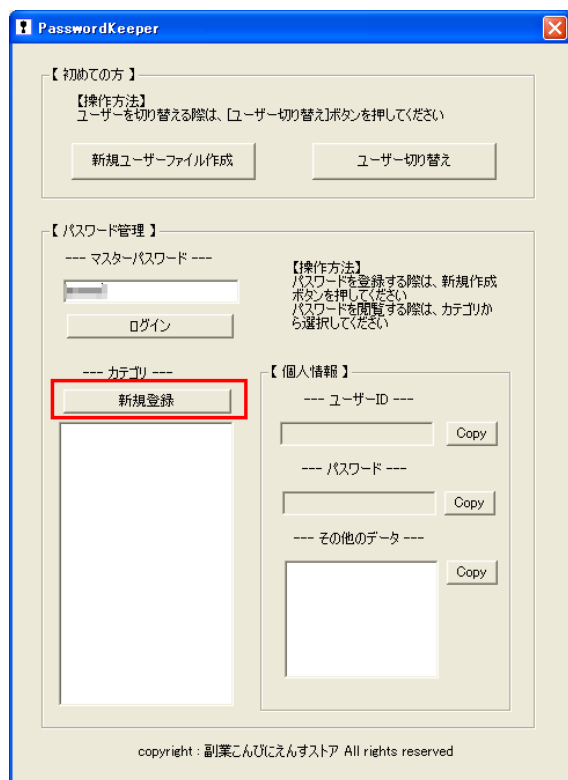 PasswordKeeper
【 初めての方 】
【操作方法】
ユーザーを切り替える際は、[ユーザー切り替え]ボタンを押してください
新規ユーザーファイル作成
ユーザー切り替え
【 パスワード管理 】
--- マスターパスワード ---
ログイン
【操作方法】
パスワードを登録する際は、新規作成
ボタンを押してください
パスワードを閲覧する際は、カテゴリか
ら選択してください
--- カテゴリ ---
新規登録
【 個人情報 】
--- ユーザーID ---
Copy
--- パスワード ---
Copy
--- その他のデータ ---
Copy
copyright : 副業こんびにえんすストア All rights reserved